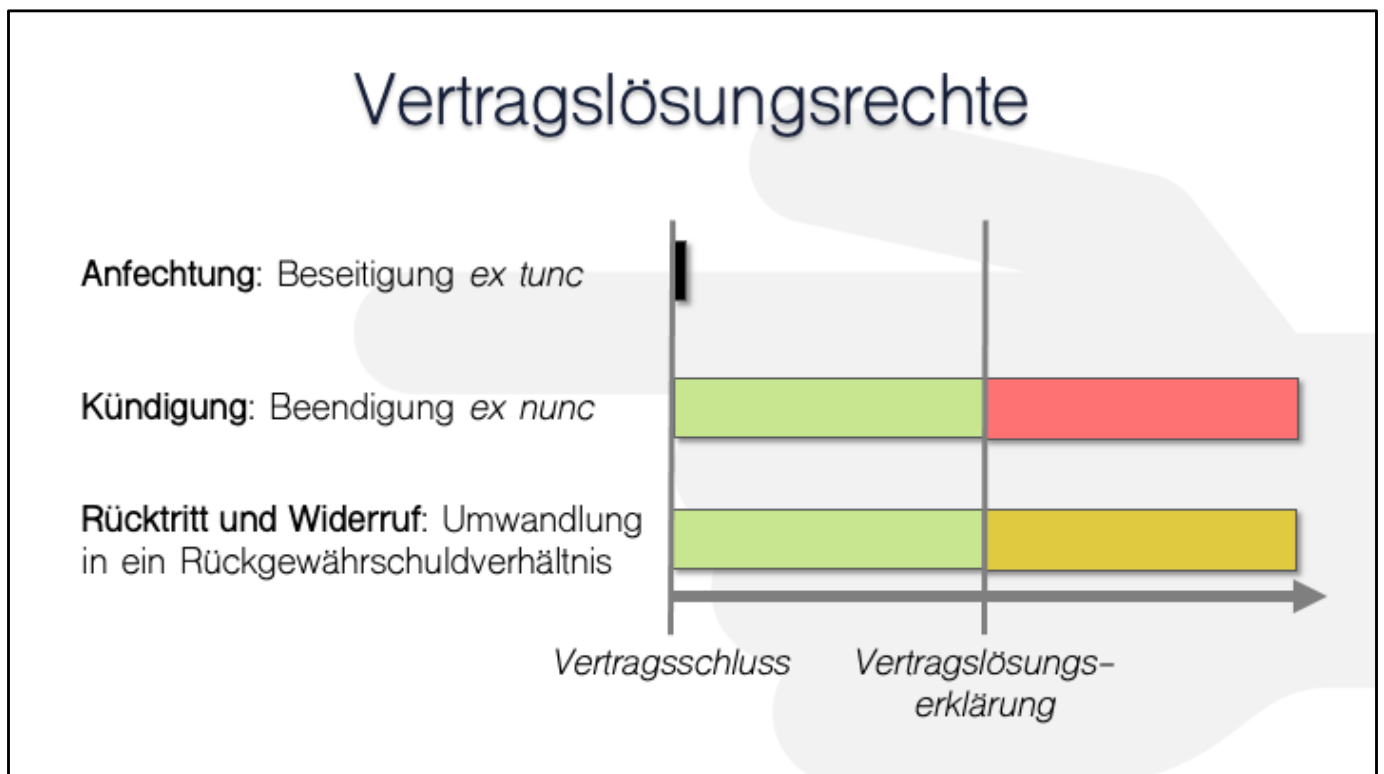 Vertragslösungsrechte
Anfechtung: Beseitigung ex tunc
Kündigung: Beendigung ex nunc
Rücktritt und Widerruf: Umwandlung
in ein Rückgewährschuldverhältnis
Vertragsschluss
Vertragslösungs-
erklärung